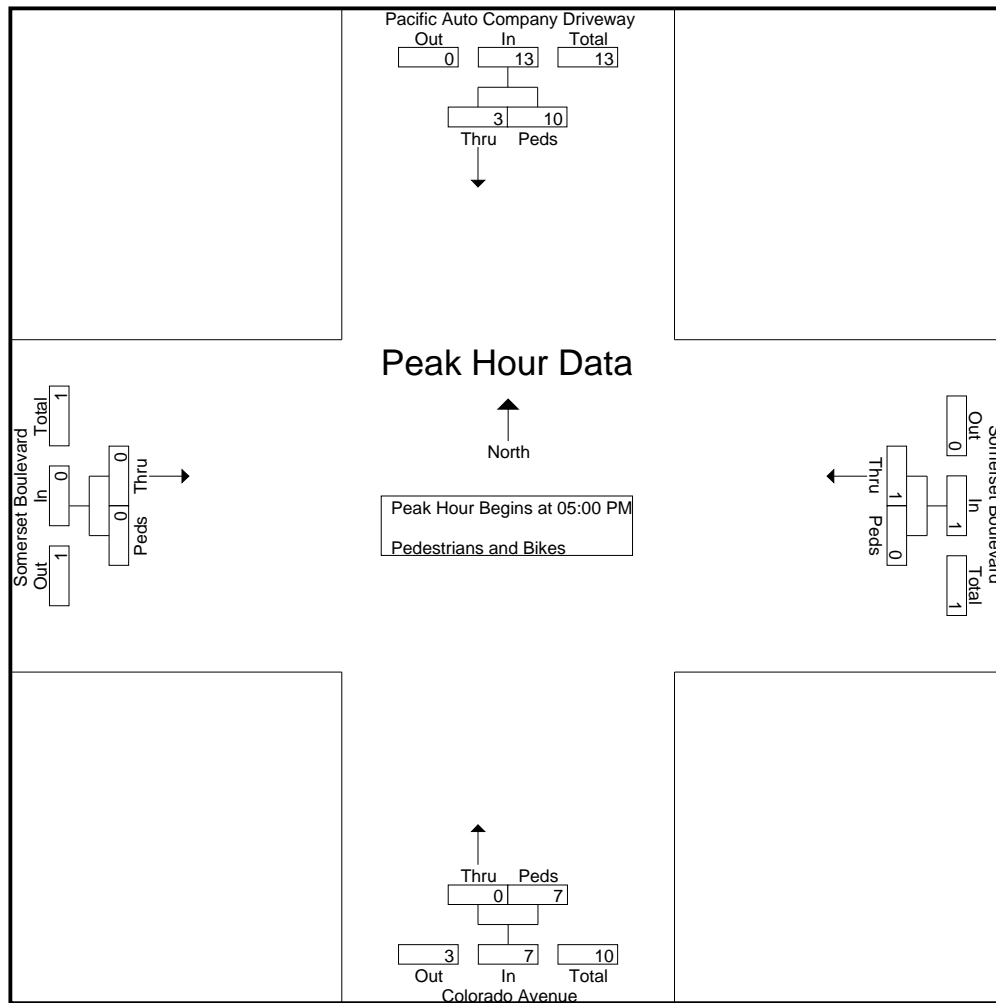 Pacific Auto Company Driveway
Out In Total
0 13 13
3 10
Thru Peds
Peak Hour Data
North
Peak Hour Begins at 05:00 PM
Pedestrians and Bikes
Somerset Boulevard
Out In Total
1 0 1
Peds Thru
0 0
Somerset Boulevard
Out In Total
0 1 1
Thru Peds
1 0
Thru Peds
0 7
3 7 10
Out In Total
Colorado Avenue